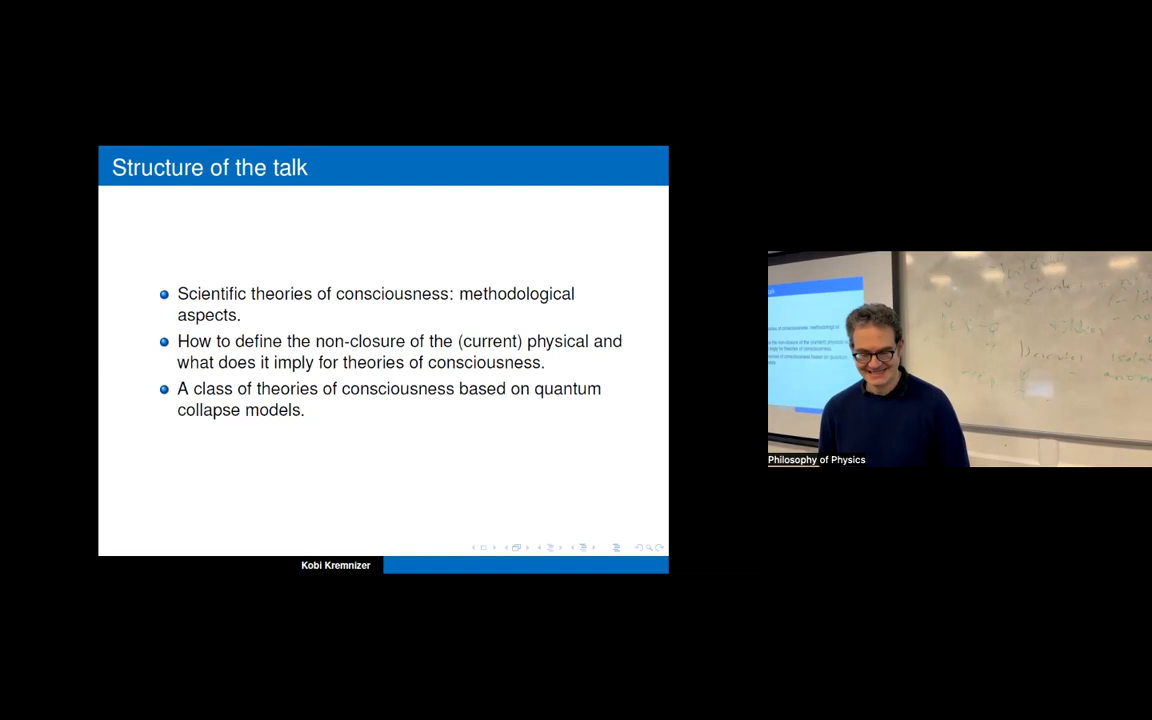 Structure of the talk
Scientific theories of consciousness: methodological
aspects.
How to define the non-closure of the (current) physical and
what does it imply for theories of consciousness.
A class of theories of consciousness based on quantum
collapse models.
Kobi Kremnizer
Philosophy of Physics